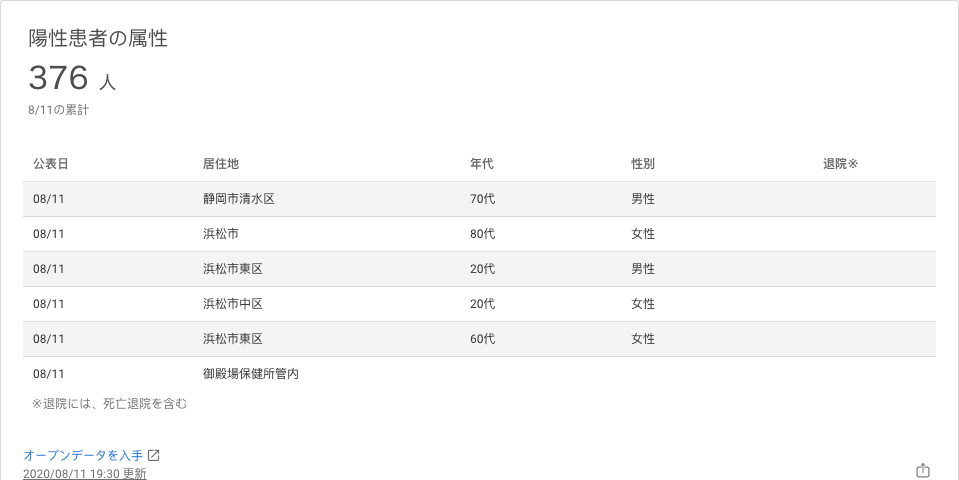 陽性患者の属性
376 人
8/11の累計
公表日 居住地 年代 性別 退院※
08/11 静岡市清水区 70代 男性
08/11 浜松市 80代 女性
08/11 浜松市東区 20代 男性
08/11 浜松市中区 20代 女性
08/11 浜松市東区 60代 女性
08/11 御殿場保健所管内
※退院には、死亡退院を含む
オープンデータを入手
2020/08/11 19:30 更新